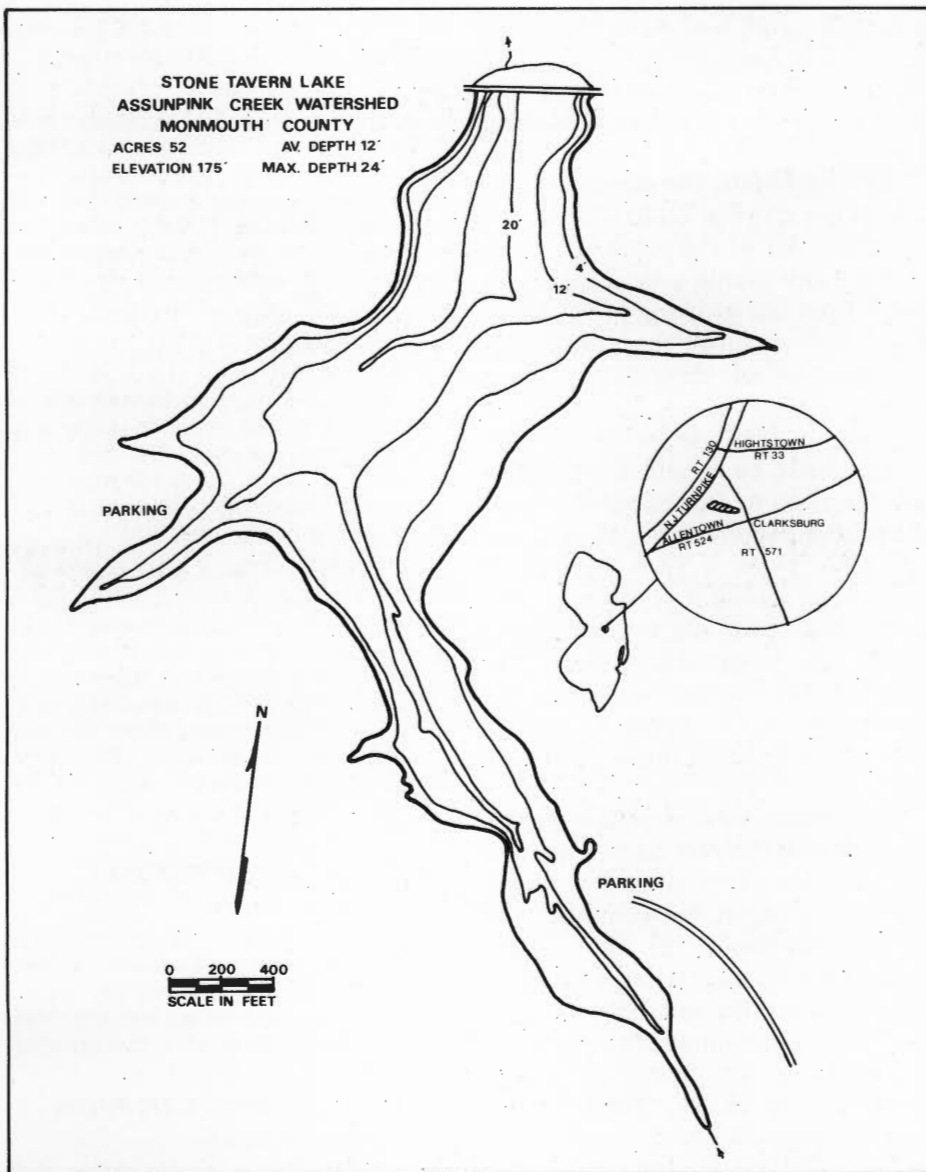 STONE TAVERN LAKE
ASSUNPINK CREEK WATERSHED
MONMOUTH COUNTY
ACRES 52 AV. DEPTH 12'
ELEVATION 175' MAX. DEPTH 24'
20'
4'
12'
PARKING
RT 130
HIGHTSTOWN
RT 33
NJ TURNPIKE
ALLENTOWN
RT 524
CLARKSBURG
RT 571
N
PARKING
0 200 400
SCALE IN FEET